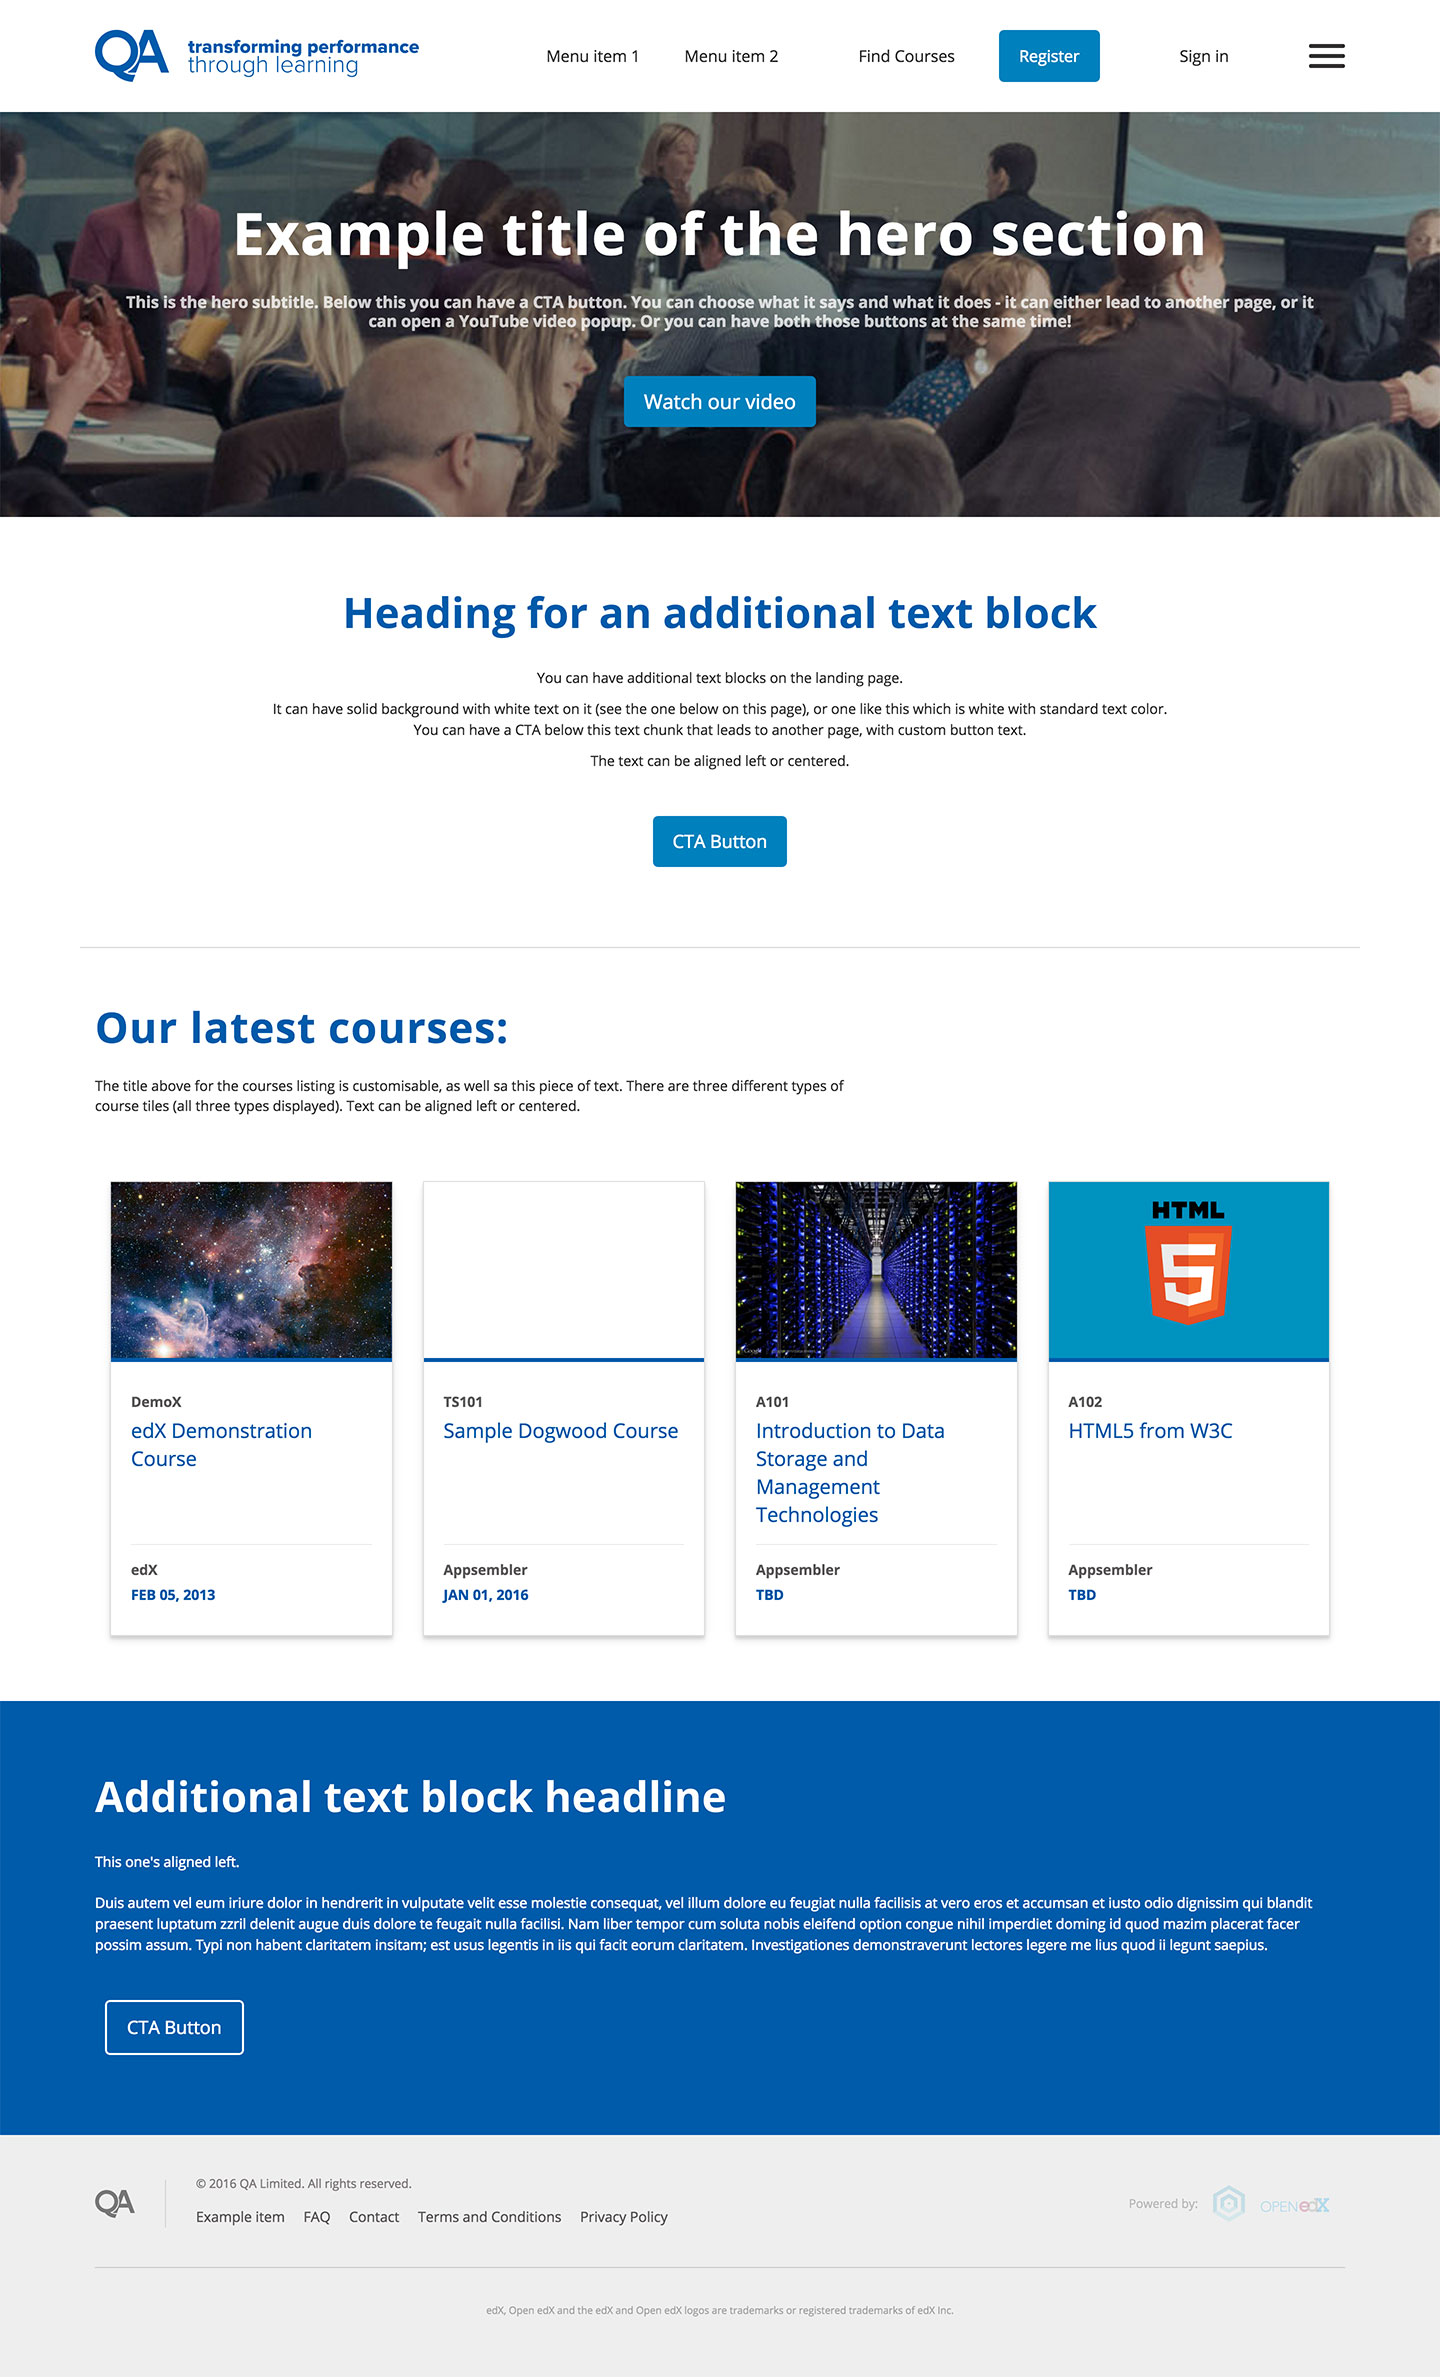 QA transforming performance
through learning
Menu item 1
Menu item 2
Find Courses
Register
Sign in
Example title of the hero section
This is the hero subtitle. Below this you can have a CTA button. You can choose what it says and what it does - it can either lead to another page, or it
can open a YouTube video popup. Or you can have both those buttons at the same time!
Watch our video
Heading for an additional text block
You can have additional text blocks on the landing page.
It can have solid background with white text on it (see the one below on this page), or one like this which is white with standard text color.
You can have a CTA below this text chunk that leads to another page, with custom button text.
The text can be aligned left or centered.
CTA Button
Our latest courses:
The title above for the courses listing is customisable, as well sa this piece of text. There are three different types of
course tiles (all three types displayed). Text can be aligned left or centered.
DemoX
edX Demonstration
Course
edX
FEB 05, 2013
TS101
Sample Dogwood Course
Appsembler
JAN 01, 2016
A101
Introduction to Data
Storage and
Management
Technologies
Appsembler
TBD
HTML
5
A102
HTML5 from W3C
Appsembler
TBD
Additional text block headline
This one's aligned left.
Duis autem vel eum iriure dolor in hendrerit in vulputate velit esse molestie consequat, vel illum dolore eu feugiat nulla facilisis at vero eros et accumsan et iusto odio dignissim qui blandit
praesent luptatum zzril delenit augue duis dolore te feugait nulla facilisi. Nam liber tempor cum soluta nobis eleifend option congue nihil imperdiet doming id quod mazim placerat facer
possim assum. Typi non habent claritatem insitam; est usus legentis in iis qui facit eorum claritatem. Investigationes demonstraverunt lectores legere me lius quod ii legunt saepius.
CTA Button
QA
© 2016 QA Limited. All rights reserved.
Example item
FAQ
Contact
Terms and Conditions
Privacy Policy
Powered by:
OPEN edX
edX, Open edX and the edX and Open edX logos are trademarks or registered trademarks of edX Inc.